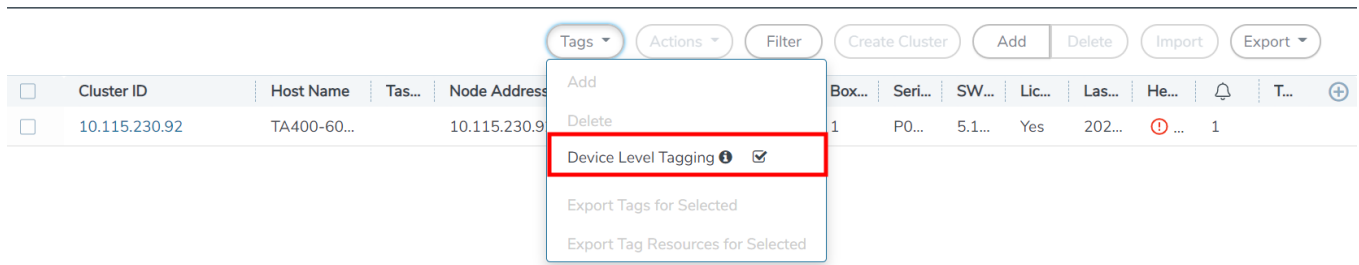 Tags Actions Filter Create Cluster Add Delete Import Export
Cluster ID Host Name Tas... Node Address Box... Seri... SW... Lic... Las... He... T...
10.115.230.92 TA400-60... 10.115.230.9 1 P0... 5.1... Yes 202... ... 1
Add
Delete
Device Level Tagging
Export Tags for Selected
Export Tag Resources for Selected